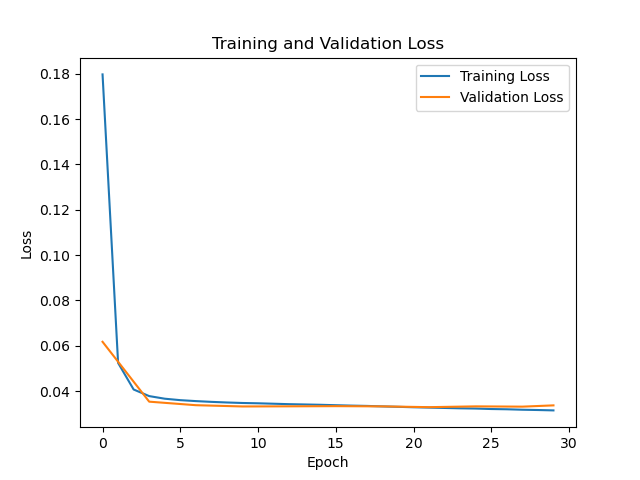 Training and Validation Loss
Training Loss
Validation Loss
Loss
0.18
0.16
0.14
0.12
0.10
0.08
0.06
0.04
0 5 10 15 20 25 30
Epoch